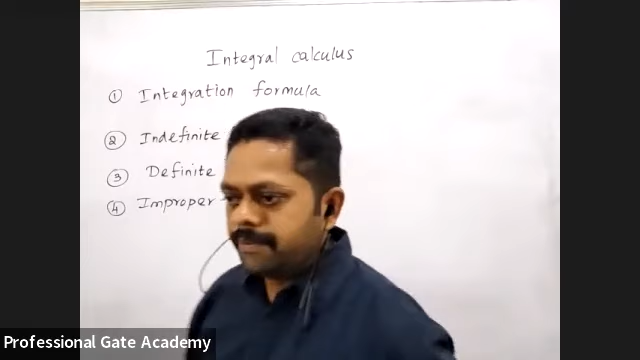 Integral calculus
① Integration formula
② Indefinite
③ Definite
④ Improper
Professional Gate Academy